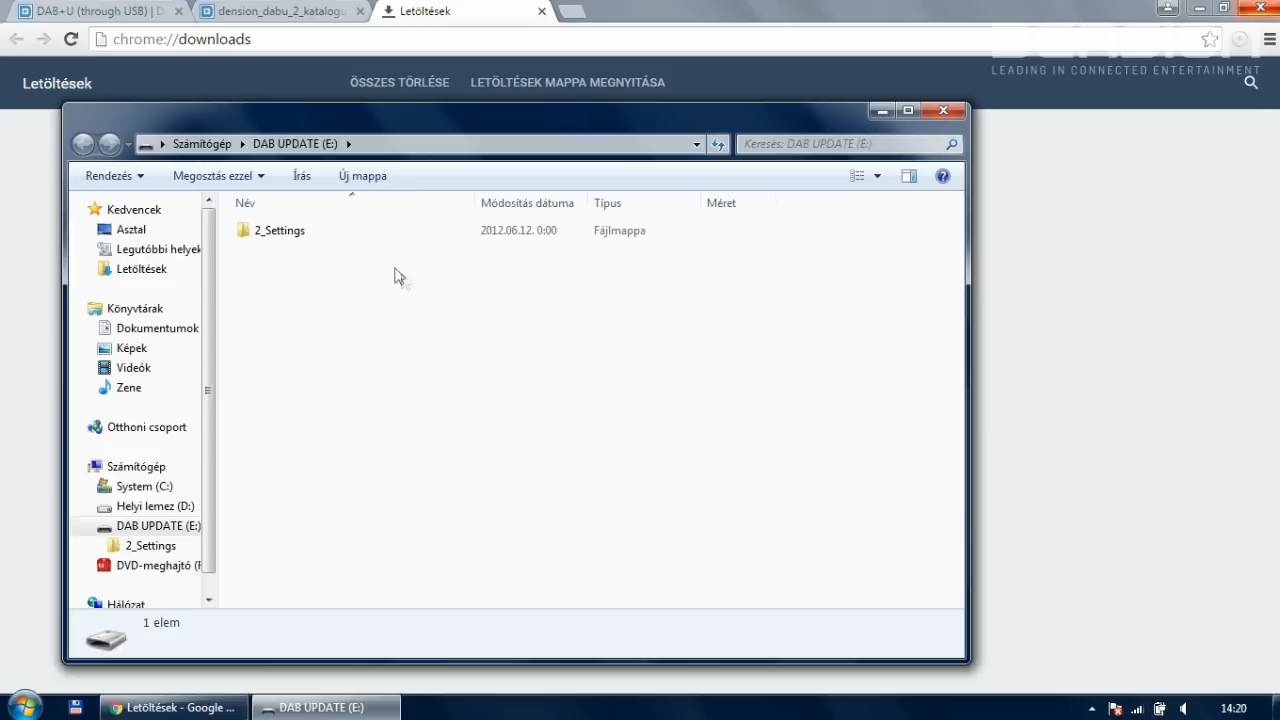 DAB+U (through USB) | D
dension_dabu_2_katalogu
Letöltések
chrome://downloads
Letöltések
ÖSSZES TÖRLÉSE
LETÖLTÉSEK MAPPA MEGNYITÁSA
LEADING IN CONNECTED ENTERTAINMENT
Számítógép
DAB UPDATE (E:)
Keresés: DAB UPDATE (E:)
Rendezés
Megosztás ezzel
Írás
Új mappa
Név
Módosítás dátuma
Típus
Méret
2_Settings
2012.06.12. 0:00
Fájlmappa
Kedvencek
Asztal
Legutóbbi helyek
Letöltések
Könyvtárak
Dokumentumok
Képek
Videók
Zene
Otthoni csoport
Számítógép
System (C:)
Helyi lemez (D:)
DAB UPDATE (E:)
2_Settings
DVD-meghajtó (F
Hálózat
1 elem
Letöltések - Google ...
DAB UPDATE (E:)
14:20